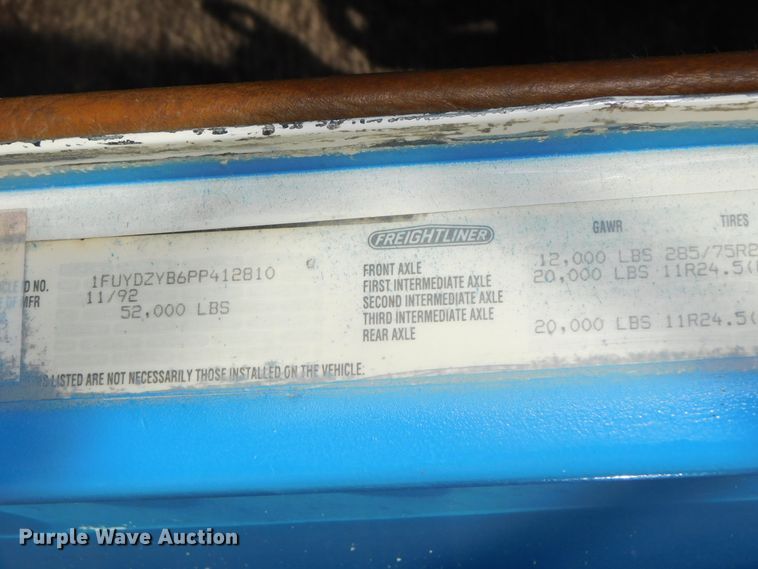 FREIGHTLINER GAWR TIRES
NO. 1FUYDZYB6PP412810
MFR 11/92
52,000 LBS
FRONT AXLE 12,000 LBS 285/75R2
FIRST INTERMEDIATE AXLE 20,000 LBS 11R24.5(
SECOND INTERMEDIATE AXLE
THIRD INTERMEDIATE AXLE
REAR AXLE 20,000 LBS 11R24.5(
LISTED ARE NOT NECESSARILY THOSE INSTALLED ON THE VEHICLE.
Purple Wave Auction